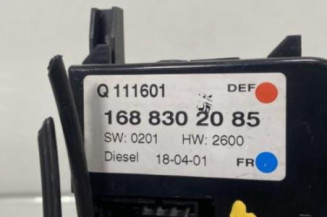 Q 111601 DEF
168 830 20 85
SW: 0201 HW: 2600
Diesel 18-04-01 FR